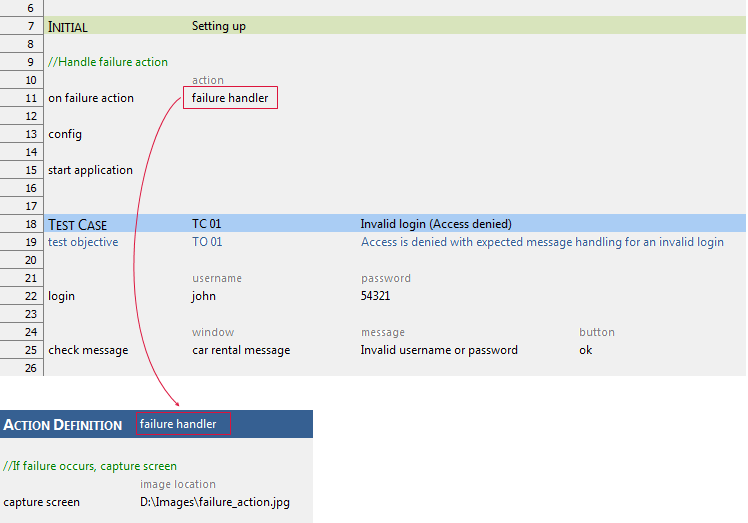 6
7 INITIAL Setting up
8
9 //Handle failure action
10 action
11 on failure action failure handler
12
13 config
14
15 start application
16
17
18 TEST CASE TC 01 Invalid login (Access denied)
19 test objective TO 01 Access is denied with expected message handling for an invalid login
20
21 username password
22 login john 54321
23
24 window message button
25 check message car rental message Invalid username or password ok
26
ACTION DEFINITION failure handler
//If failure occurs, capture screen
image location
capture screen D:\Images\failure_action.jpg